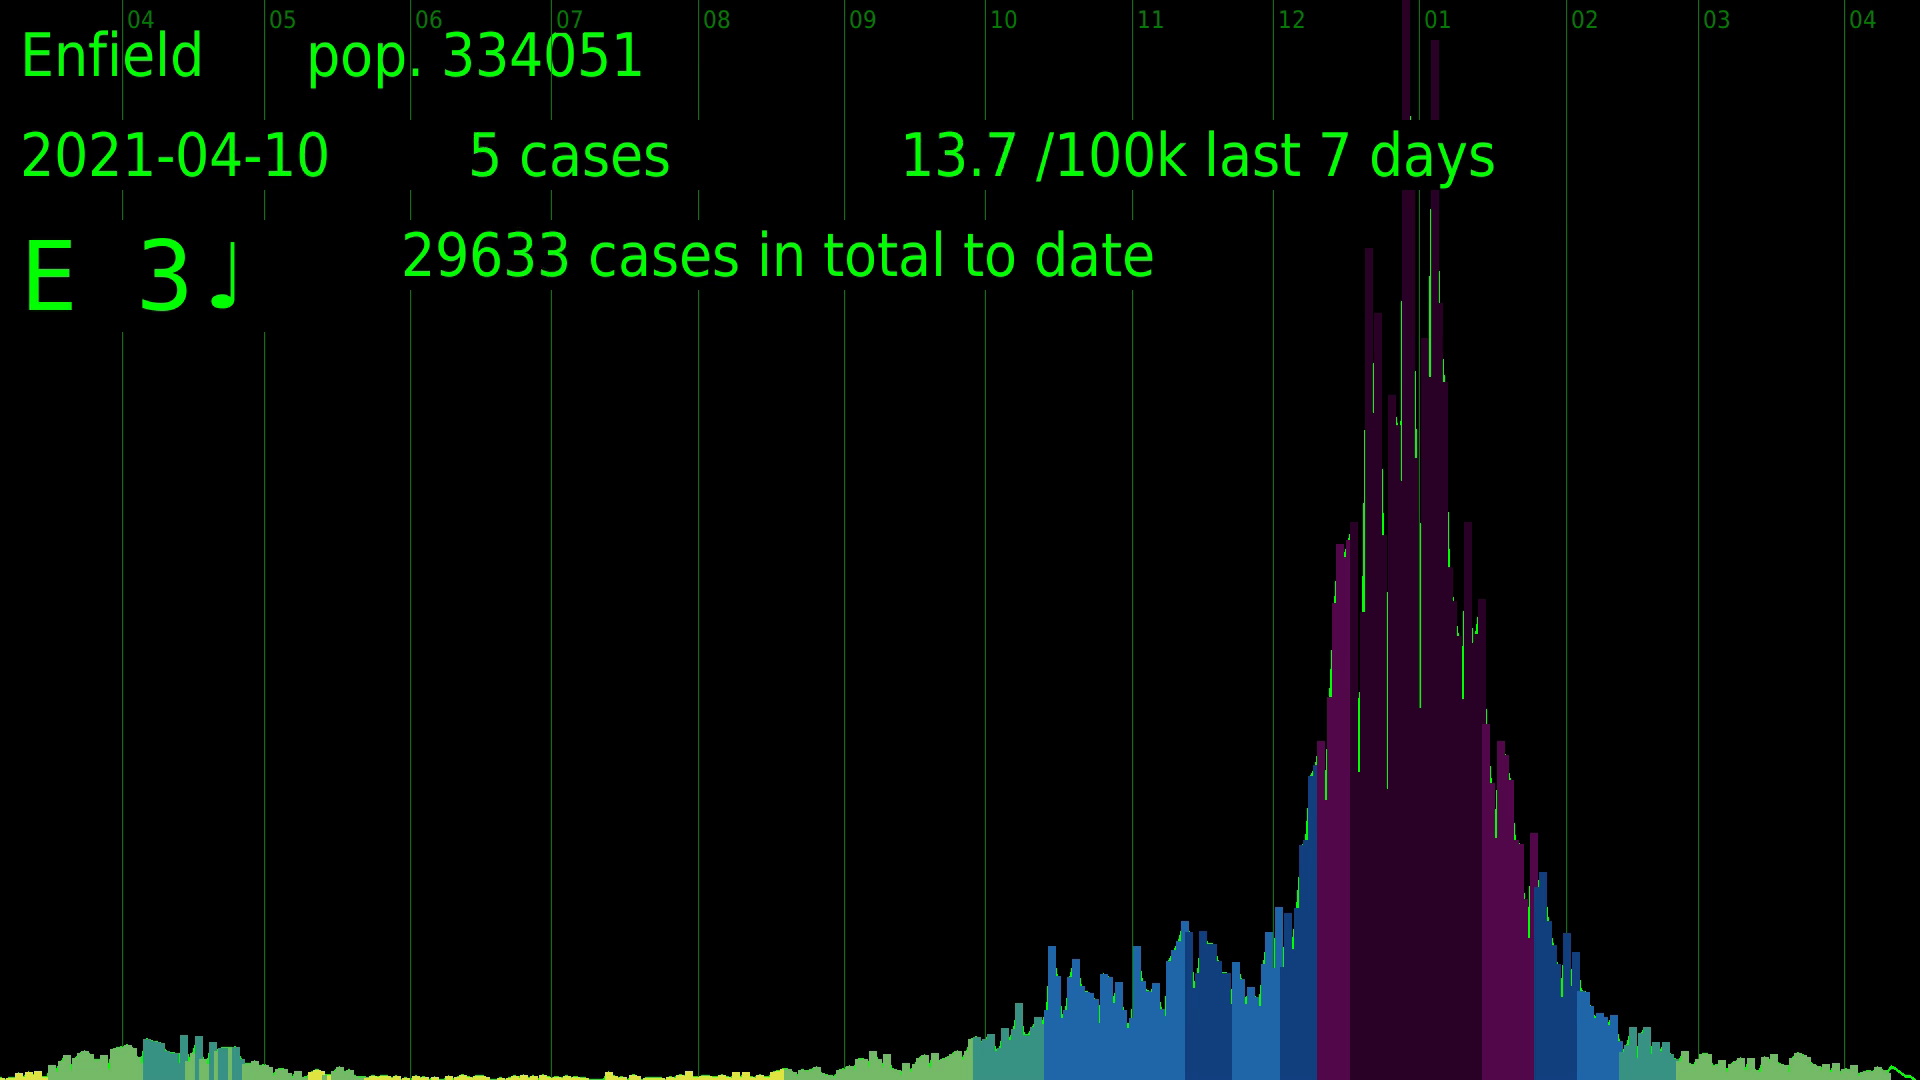 04 05 06 07 08 09 10 11 12 01 02 03 04
Enfield pop. 334051
2021-04-10 5 cases 13.7 /100k last 7 days
E 3♩ 29633 cases in total to date